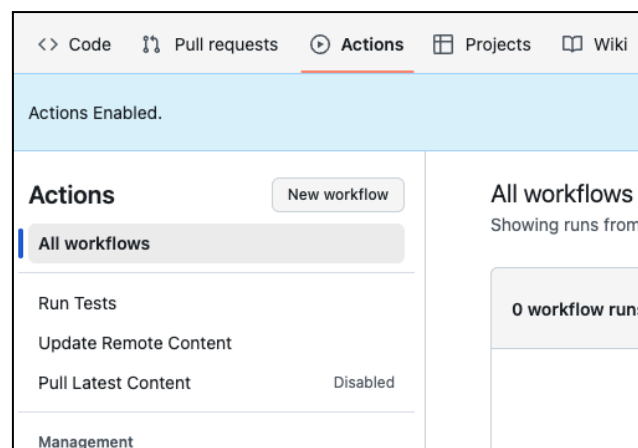 Code Pull requests Actions Projects Wiki
Actions Enabled.
Actions New workflow
All workflows
Run Tests
Update Remote Content
Pull Latest Content Disabled
Management
All workflows
Showing runs from
0 workflow runs